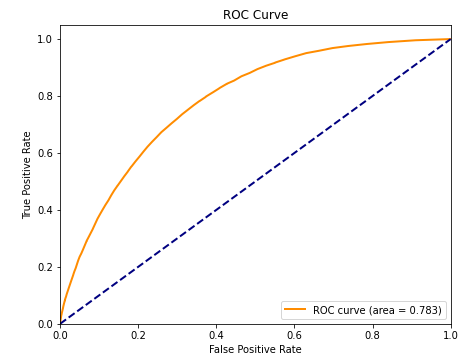 ROC Curve
1.0
0.8
0.6
0.4
0.2
0.0
True Positive Rate
ROC curve (area = 0.783)
0.0 0.2 0.4 0.6 0.8 1.0
False Positive Rate